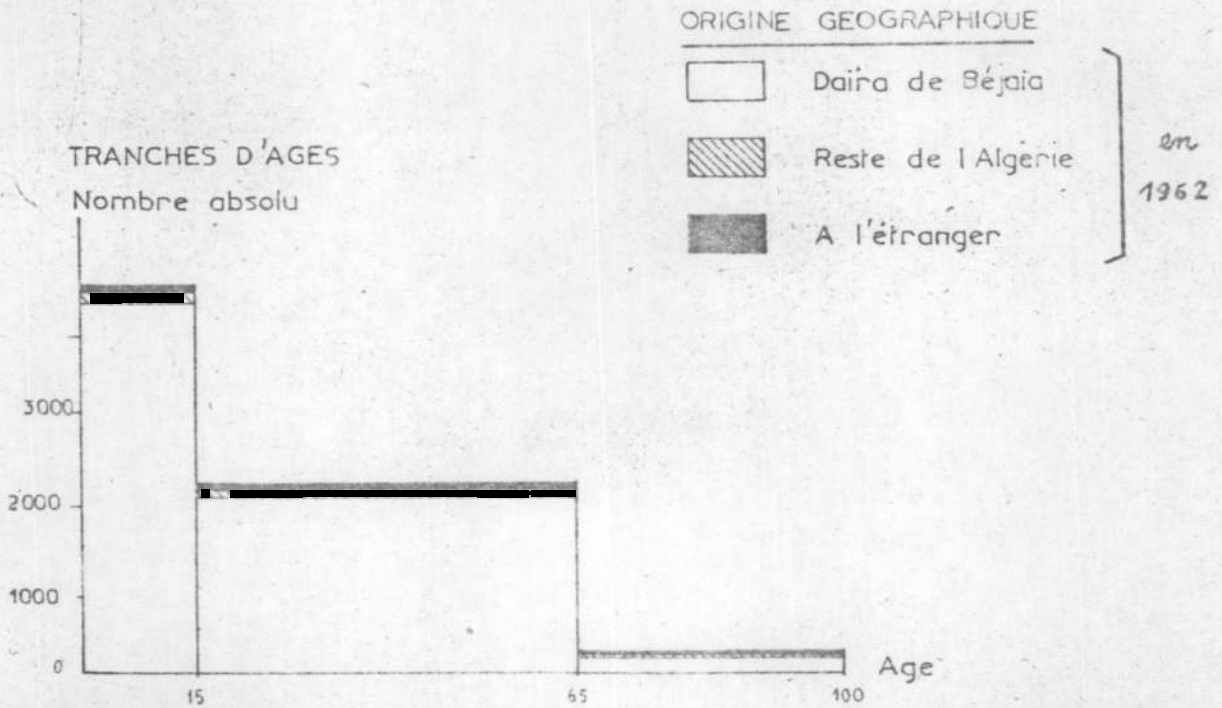 ORIGINE GEOGRAPHIQUE
Daira de Béjaia
Reste de l Algérie
A l'étranger
en
1962
TRANCHES D'AGES
Nombre absolu
3000
2000
1000
0
15
65
100
Age